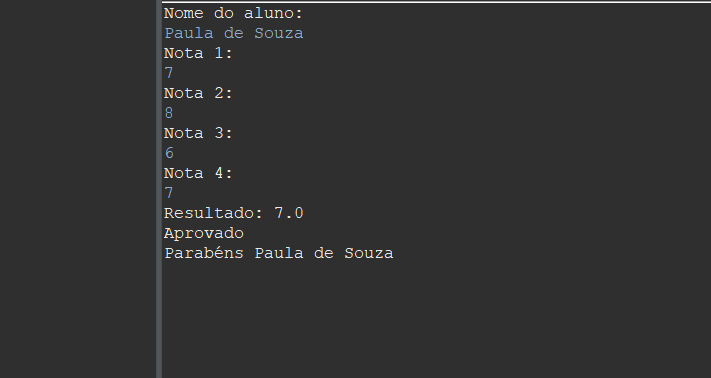 Nome do aluno:
Paula de Souza
Nota 1:
7
Nota 2:
8
Nota 3:
6
Nota 4:
7
Resultado: 7.0
Aprovado
Parabéns Paula de Souza